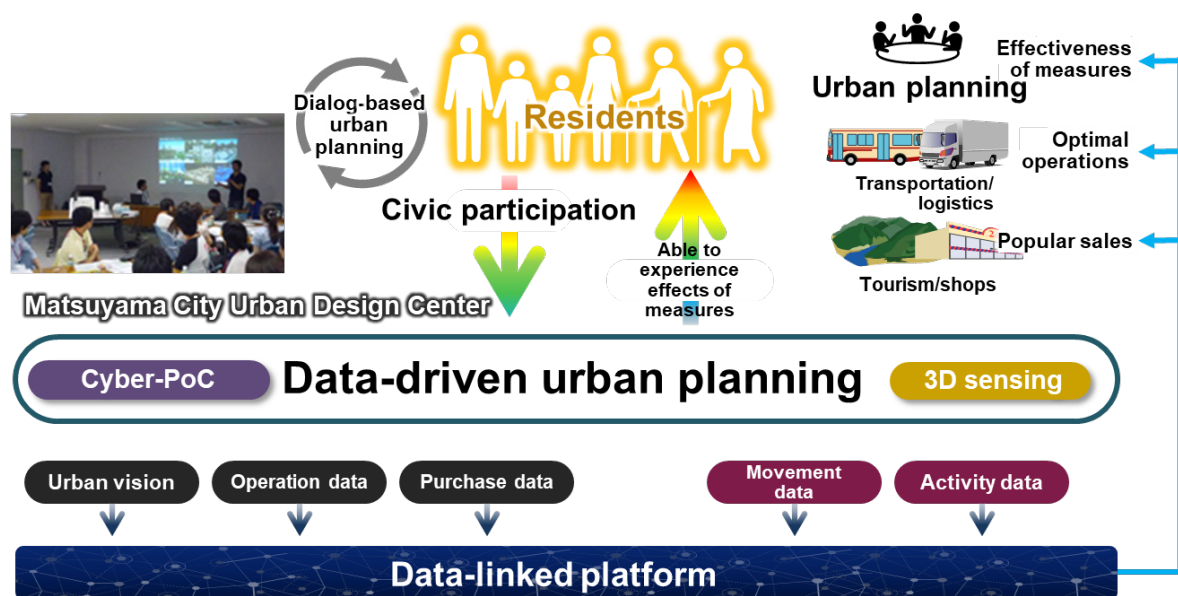 Dialog-based
urban
planning
Residents
Civic participation
Able to
experience
effects of
measures
Urban planning
Effectiveness
of measures
Transportation/
logistics
Optimal
operations
Tourism/shops
Popular sales
Matsuyama City Urban Design Center
Cyber-PoC
Data-driven urban planning
3D sensing
Urban vision
Operation data
Purchase data
Movement
data
Activity data
Data-linked platform